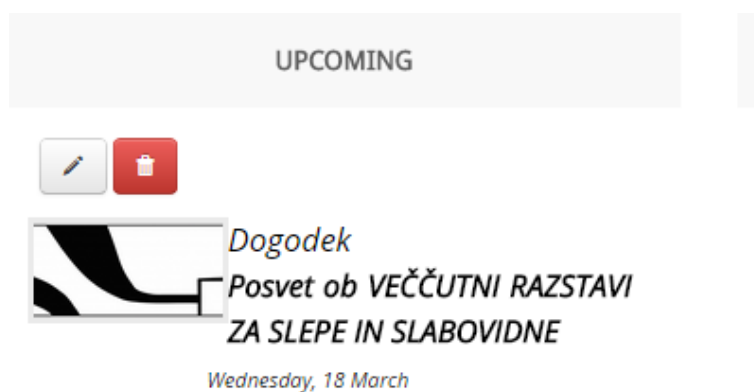 UPCOMING
Dogodek
Posvet ob VEČČUTNI RAZSTAVI
ZA SLEPE IN SLABOVIDNE
Wednesday, 18 March